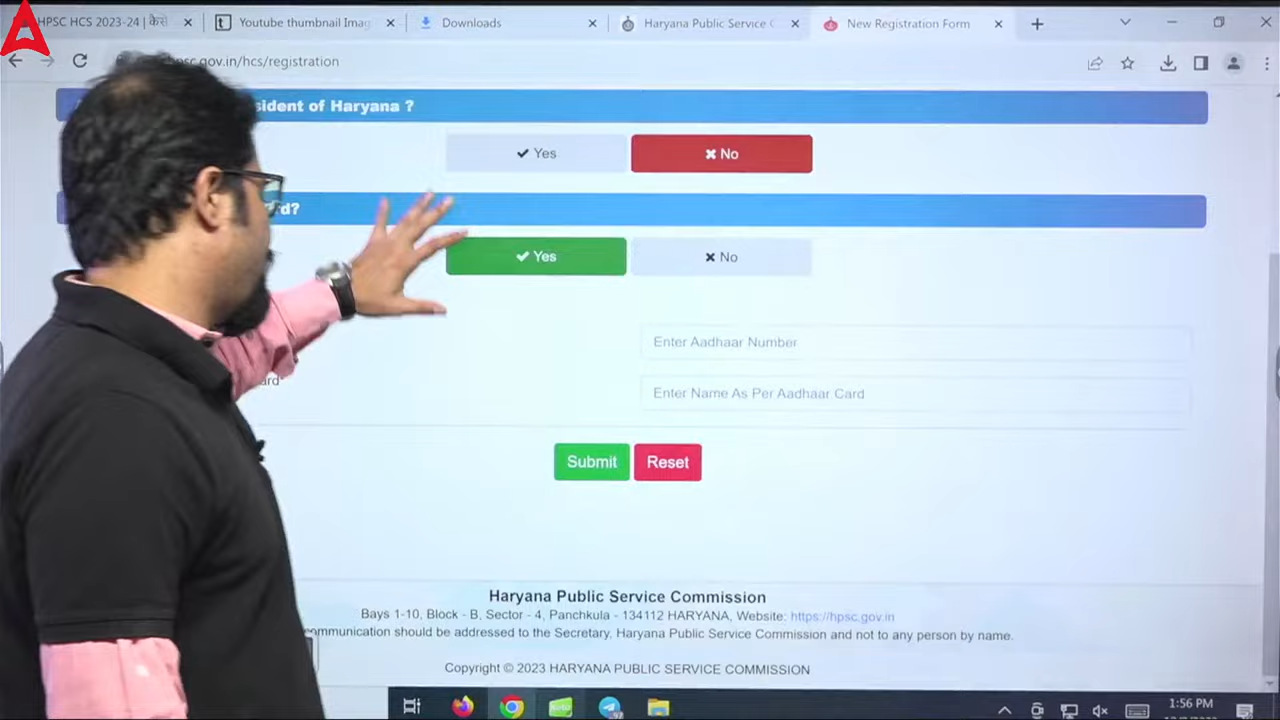 HPSC HCS 2023-24 | कैसे
Youtube thumbnail Imag
Downloads
Haryana Public Service C
New Registration Form
hpsc.gov.in/hcs/registration
sident of Haryana ?
Yes
No
rd?
Yes
No
Enter Aadhaar Number
ard*
Enter Name As Per Aadhaar Card
Submit
Reset
Haryana Public Service Commission
Bays 1-10, Block - B, Sector - 4, Panchkula - 134112 HARYANA, Website: https://hpsc.gov.in
ommunication should be addressed to the Secretary, Haryana Public Service Commission and not to any person by name.
Copyright © 2023 HARYANA PUBLIC SERVICE COMMISSION
1:56 PM